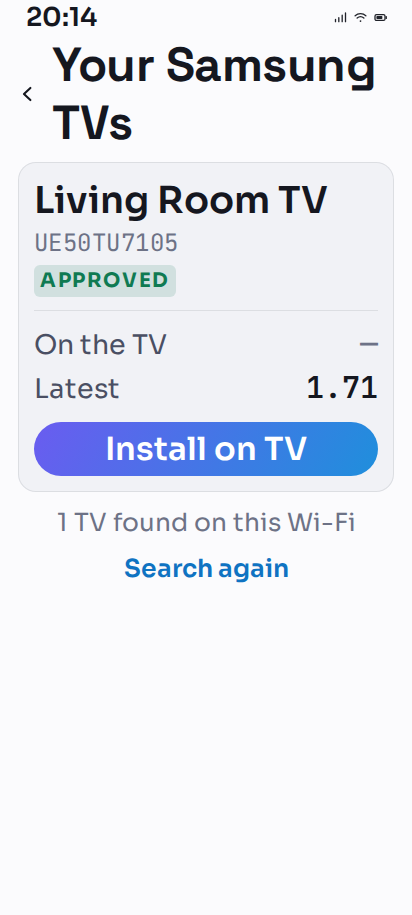 20:14
Your Samsung
TVs
Living Room TV
UE50TU7105
APPROVED
On the TV —
Latest 1.71
Install on TV
1 TV found on this Wi-Fi
Search again